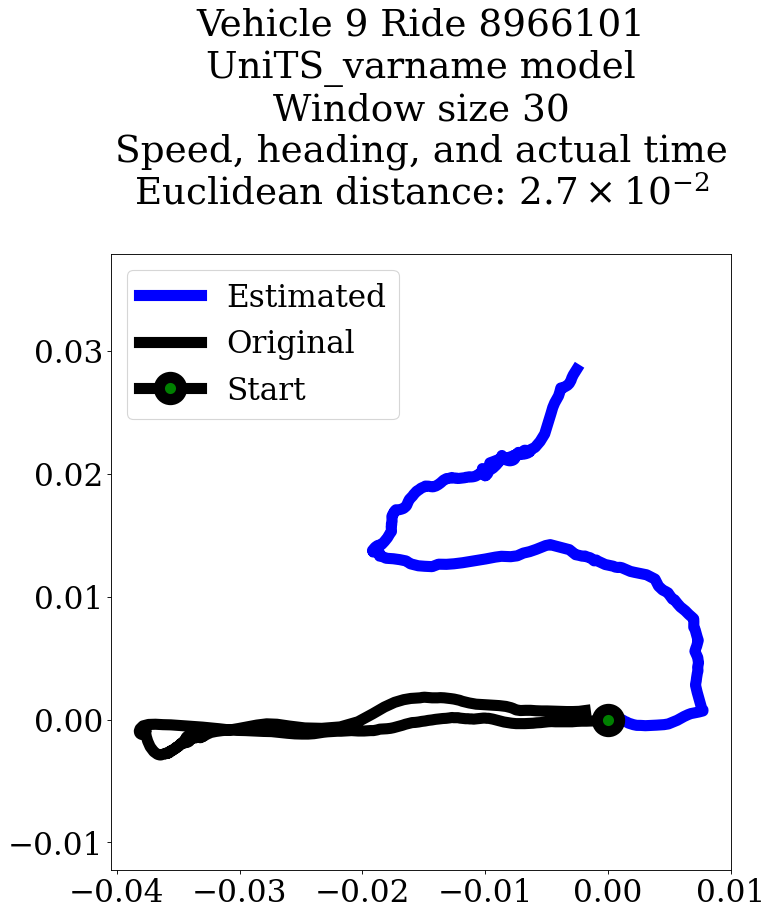 Vehicle 9 Ride 8966101
UniTS_varname model
Window size 30
Speed, heading, and actual time
Euclidean distance: 2.7 × 10⁻²
Estimated
Original
Start
0.03
0.02
0.01
0.00
−0.01
−0.04 −0.03 −0.02 −0.01 0.00 0.01